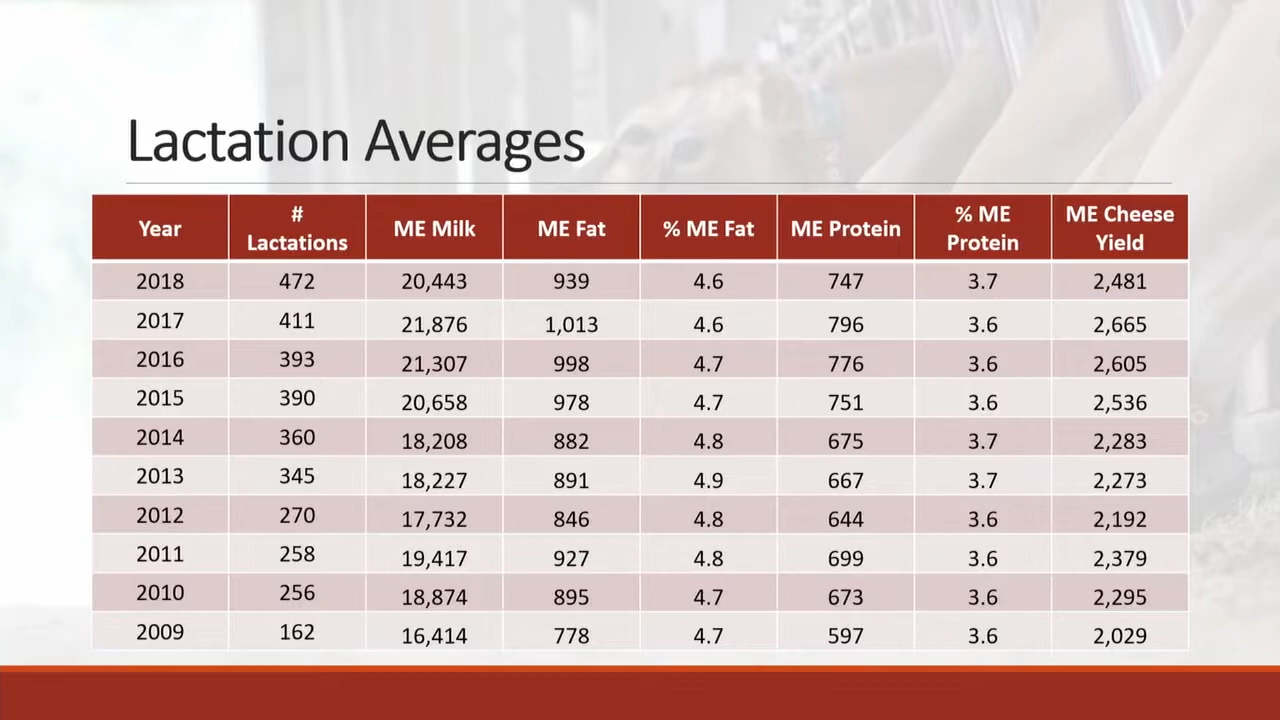 Lactation Averages
Year # Lactations ME Milk ME Fat % ME Fat ME Protein % ME Protein ME Cheese Yield
2018 472 20,443 939 4.6 747 3.7 2,481
2017 411 21,876 1,013 4.6 796 3.6 2,665
2016 393 21,307 998 4.7 776 3.6 2,605
2015 390 20,658 978 4.7 751 3.6 2,536
2014 360 18,208 882 4.8 675 3.7 2,283
2013 345 18,227 891 4.9 667 3.7 2,273
2012 270 17,732 846 4.8 644 3.6 2,192
2011 258 19,417 927 4.8 699 3.6 2,379
2010 256 18,874 895 4.7 673 3.6 2,295
2009 162 16,414 778 4.7 597 3.6 2,029